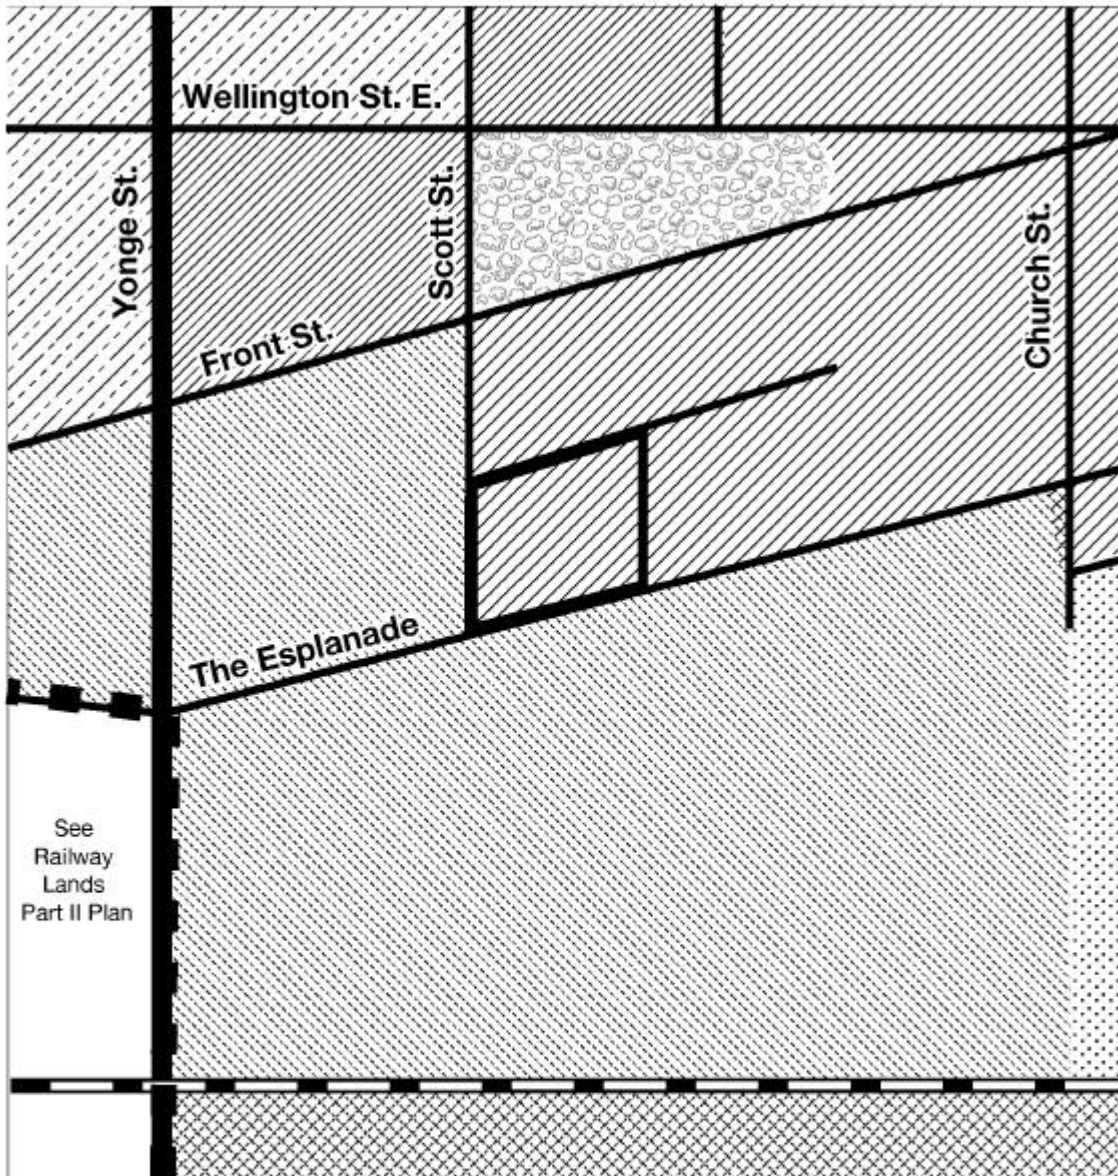 Wellington St. E.
Yonge St.
Scott St.
Church St.
Front St.
The Esplanade
See
Railway
Lands
Part II Plan